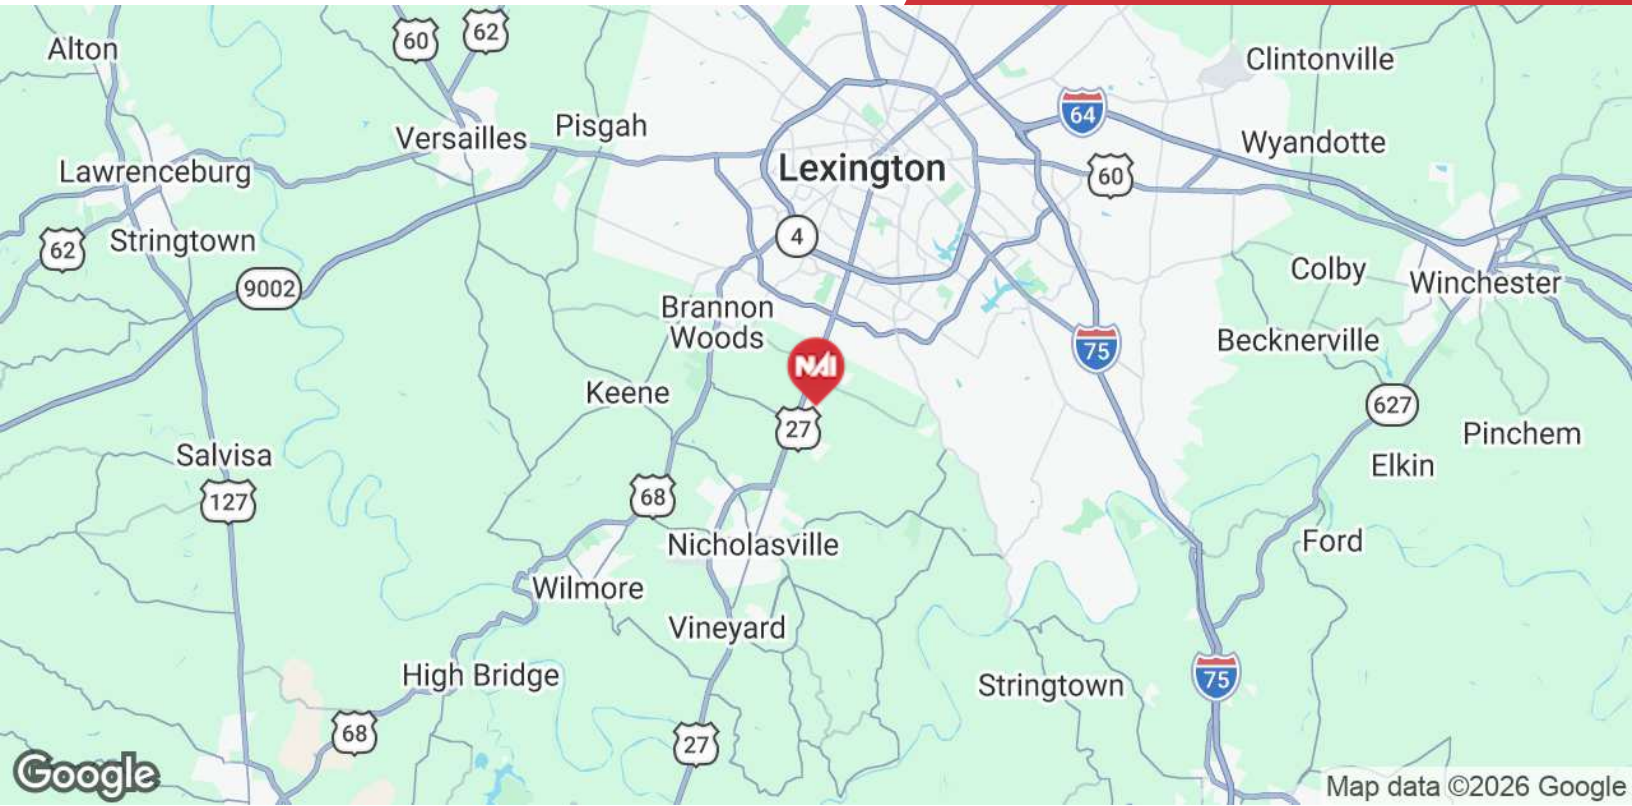 60
62
Alton
Clintonville
64
Versailles
Pisgah
Wyandotte
Lawrenceburg
Lexington
60
62
Stringtown
4
9002
Colby
Winchester
Brannon
Woods
Becknerville
75
NAI
Keene
627
27
Pinchem
Salvisa
Elkin
127
68
Nicholasville
Ford
Wilmore
Vineyard
High Bridge
Stringtown
75
68
27
Google
Map data ©2026 Google